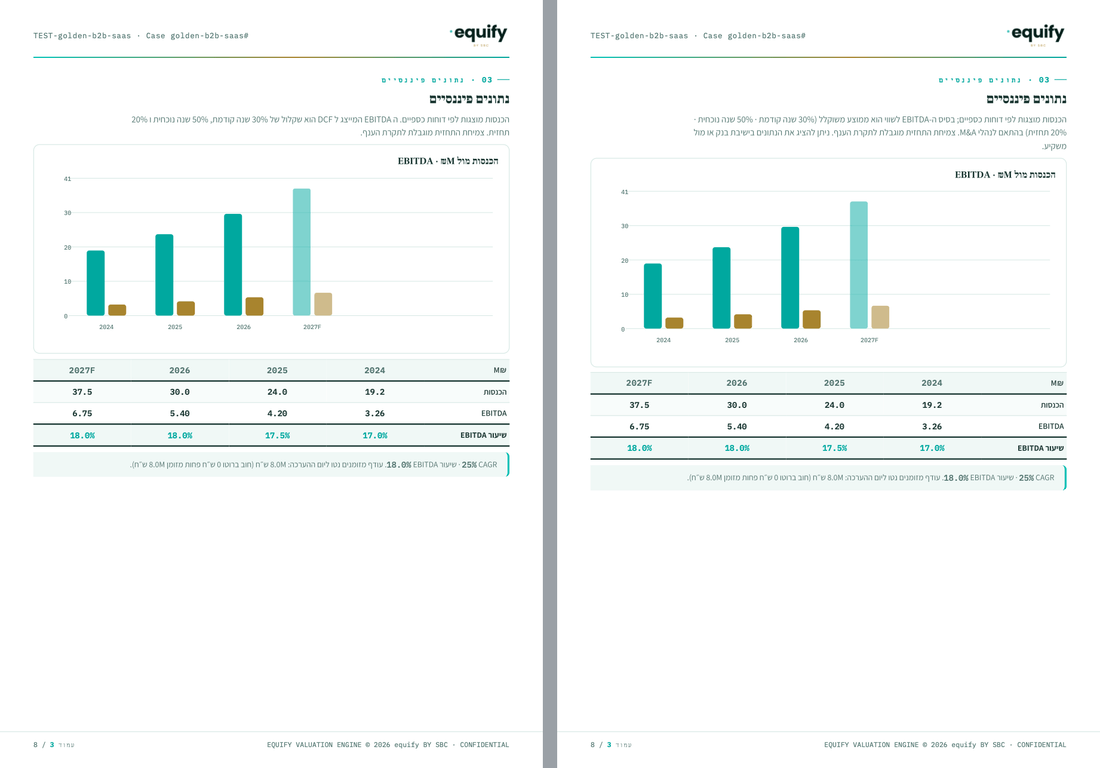 TEST-golden-b2b-saas · Case golden-b2b-saas#
equify
BY SBC
03 · נתונים פיננסיים
נתונים פיננסיים
הכנסות מוצגות לפי דוחות כספיים. ה EBITDA המייצג ל DCF הוא שקלול של 30% שנה קודמת, 50% שנה נוכחית ו 20%
תחזית. צמיחת התחזית מוגבלת לתקרת הענף.
הכנסות מול EBITDA · ₪M
41
30
20
10
0
2024 2025 2026 2027F
₪M 2024 2025 2026 2027F
הכנסות 19.2 24.0 30.0 37.5
EBITDA 3.26 4.20 5.40 6.75
שיעור EBITDA 17.0% 17.5% 18.0% 18.0%
CAGR 25% · שיעור EBITDA 18.0%. עודף מזומנים נטו ליום ההערכה: 8.0M ש״ח (חוב ברוטו 0 ש״ח פחות מזומן 8.0M ש״ח).
עמוד 3 / 8
EQUIFY VALUATION ENGINE © 2026 equify BY SBC · CONFIDENTIAL
TEST-golden-b2b-saas · Case golden-b2b-saas#
equify
BY SBC
03 · נתונים פיננסיים
נתונים פיננסיים
הכנסות מוצגות לפי דוחות כספיים; בסיס ה-EBITDA לשווי הוא ממוצע משוקלל (30% שנה קודמת · 50% שנה נוכחית ·
20% תחזית) בהתאם לנהלי M&A. צמיחת התחזית מוגבלת לתקרת הענף. ניתן להציג את הנתונים בישיבת בנק או מול
משקיע.
הכנסות מול EBITDA · ₪M
41
30
20
10
0
2024 2025 2026 2027F
₪M 2024 2025 2026 2027F
הכנסות 19.2 24.0 30.0 37.5
EBITDA 3.26 4.20 5.40 6.75
שיעור EBITDA 17.0% 17.5% 18.0% 18.0%
CAGR 25% · שיעור EBITDA 18.0%. עודף מזומנים נטו ליום ההערכה: 8.0M ש״ח (חוב ברוטו 0 ש״ח פחות מזומן 8.0M ש״ח).
עמוד 3 / 8
EQUIFY VALUATION ENGINE © 2026 equify BY SBC · CONFIDENTIAL